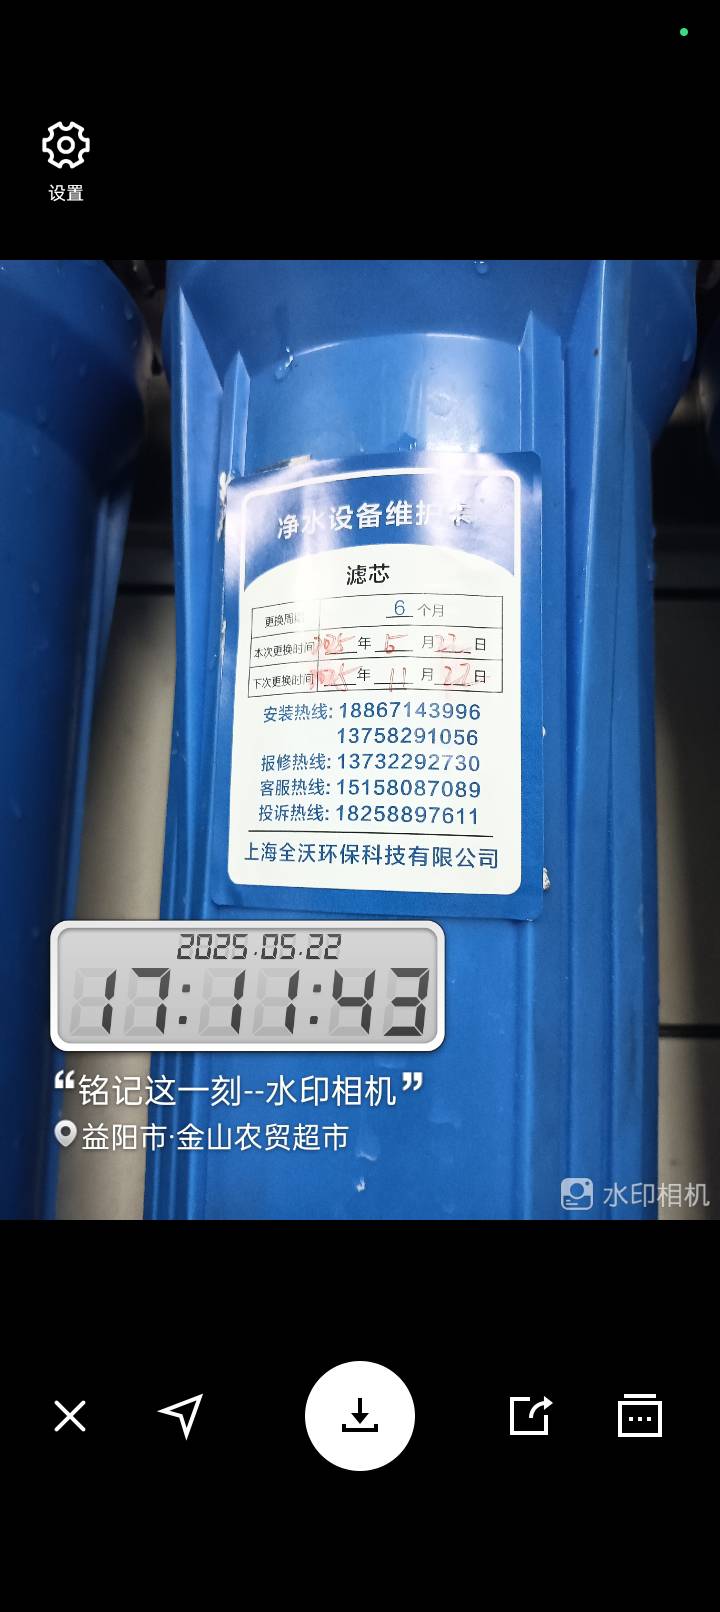 设置
净水设备维护表
滤芯
更换周期 6 个月
本次更换时间 2025 年 5 月 22 日
下次更换时间 2025 年 11 月 22 日
安装热线: 18867143996
13758291056
报修热线: 13732292730
客服热线: 15158087089
投诉热线: 18258897611
上海全沃环保科技有限公司
2025.05.22
17:11:43
“铭记这一刻--水印相机”
益阳市·金山农贸超市
水印相机